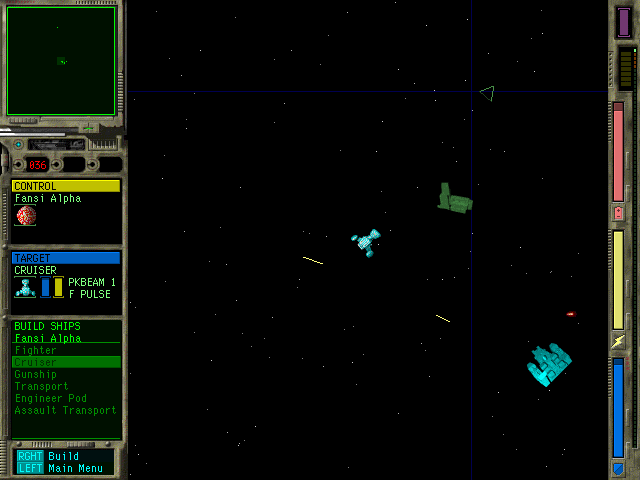 036
CONTROL
Fansi Alpha
TARGET
CRUISER
PKBEAM 1
F PULSE
BUILD SHIPS
Fansi Alpha
Fighter
Cruiser
Gunship
Transport
Engineer Pod
Assault Transport
RGHT Build
LEFT Main Menu